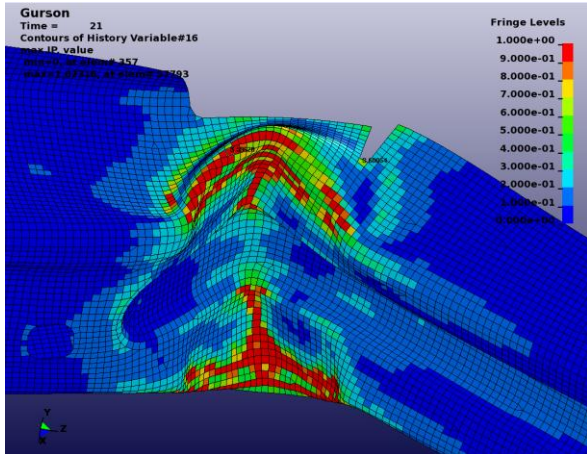 Gurson
Time = 21
Contours of History Variable#16
max IP. value
Fringe Levels
1.000e+00
9.000e-01
8.000e-01
7.000e-01
6.000e-01
5.000e-01
4.000e-01
3.000e-01
2.000e-01
1.000e-01
0.000e+00
Y
Z
X